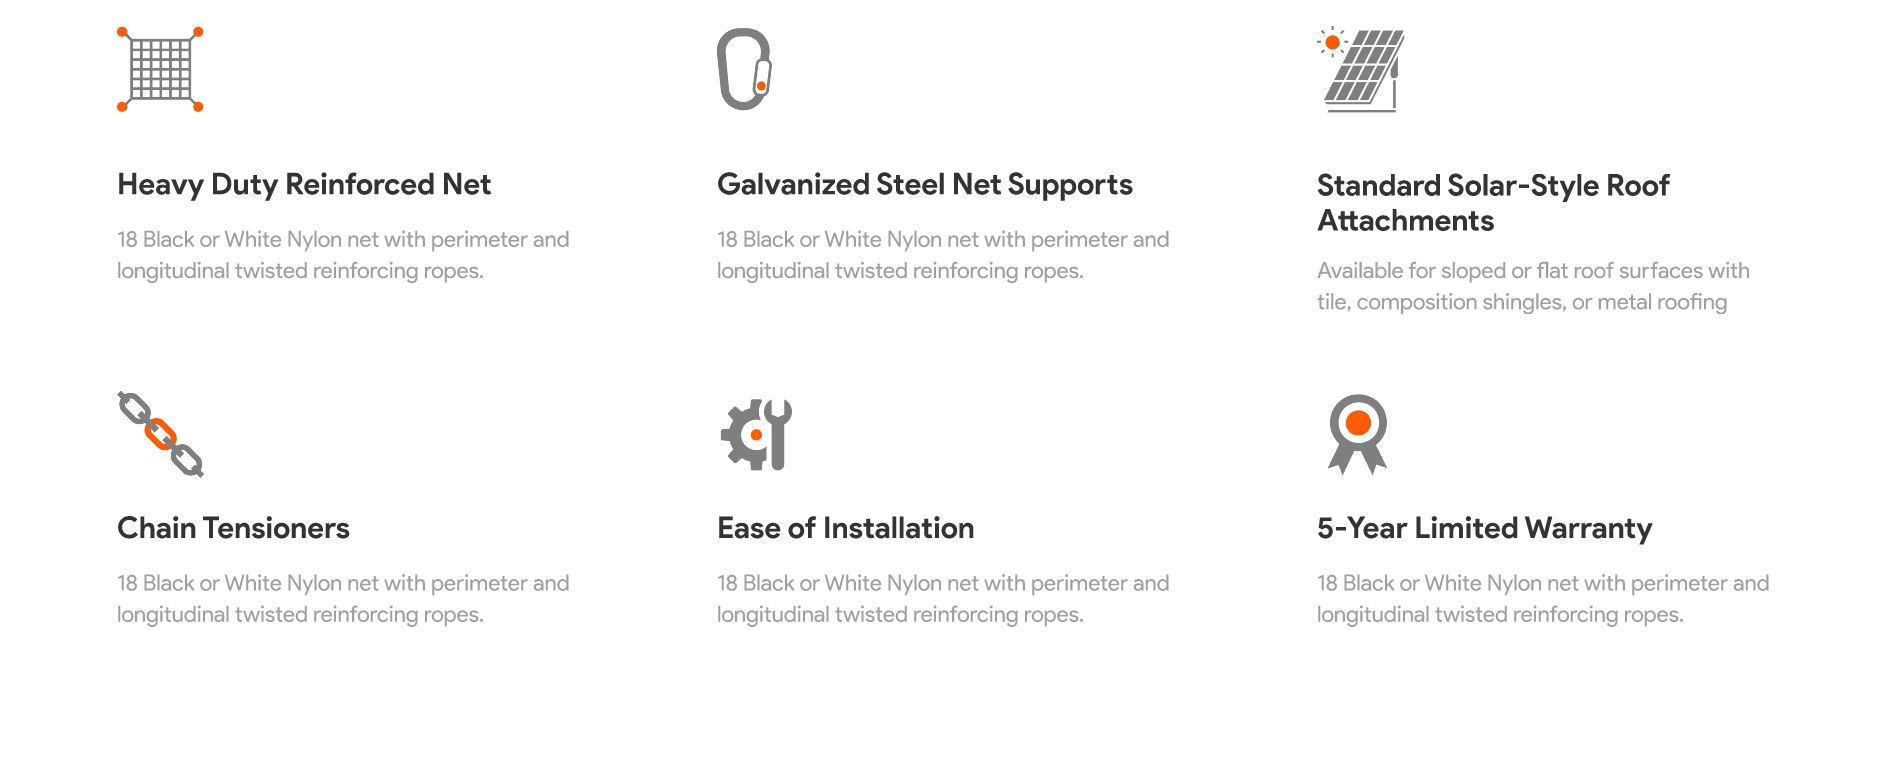 Heavy Duty Reinforced Net
18 Black or White Nylon net with perimeter and
longitudinal twisted reinforcing ropes.
Galvanized Steel Net Supports
18 Black or White Nylon net with perimeter and
longitudinal twisted reinforcing ropes.
Standard Solar-Style Roof
Attachments
Available for sloped or flat roof surfaces with
tile, composition shingles, or metal roofing
Chain Tensioners
18 Black or White Nylon net with perimeter and
longitudinal twisted reinforcing ropes.
Ease of Installation
18 Black or White Nylon net with perimeter and
longitudinal twisted reinforcing ropes.
5-Year Limited Warranty
18 Black or White Nylon net with perimeter and
longitudinal twisted reinforcing ropes.